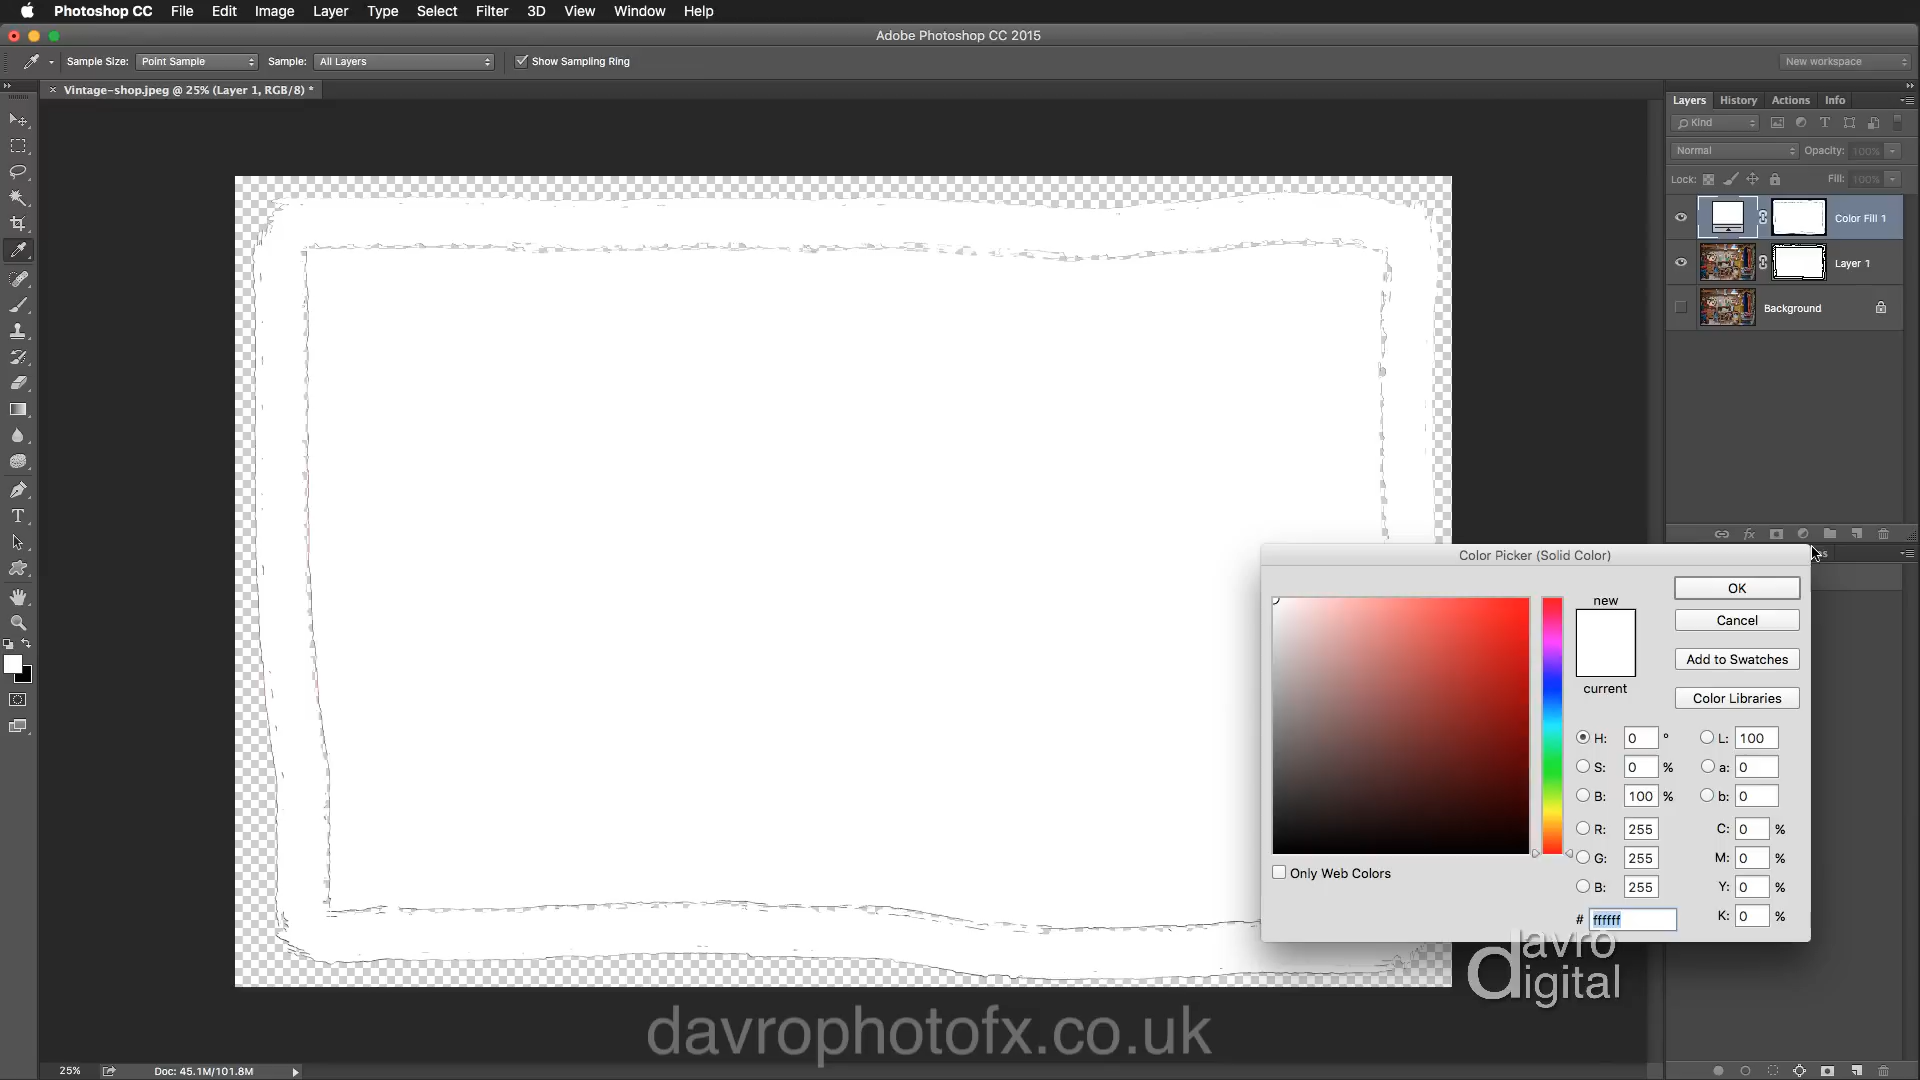 Photoshop CC File Edit Image Layer Type Select Filter 3D View Window Help
Adobe Photoshop CC 2015
Sample Size: Point Sample Sample: All Layers Show Sampling Ring New workspace
Vintage-shop.jpeg @ 25% (Layer 1, RGB/8) *
Layers History Actions Info
Kind
Normal Opacity: 100%
Lock: Fill: 100%
Color Fill 1
Layer 1
Background
Color Picker (Solid Color)
new
current
OK
Cancel
Add to Swatches
Color Libraries
H: 0 ° L: 100
S: 0 % a: 0
B: 100 % b: 0
R: 255 C: 0 %
G: 255 M: 0 %
B: 255 Y: 0 %
# ffffff K: 0 %
Only Web Colors
davro
digital
davrophotofx.co.uk
25% Doc: 45.1M/101.8M